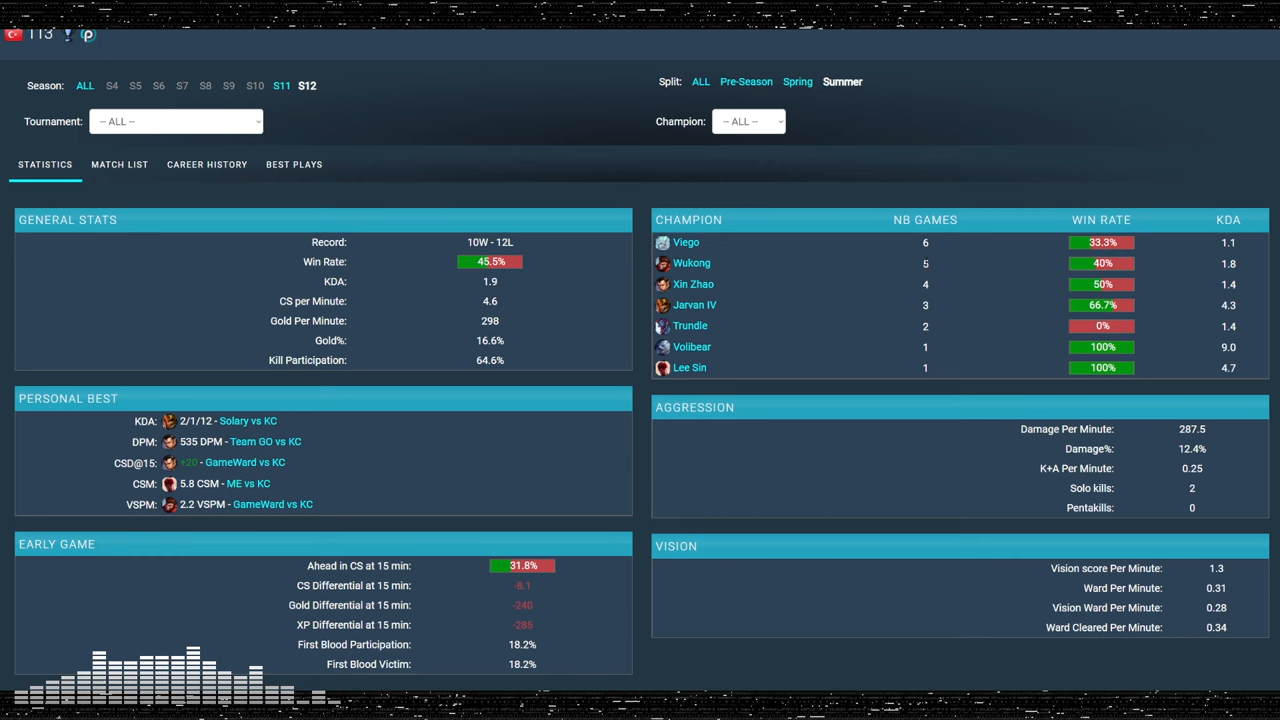 113
Season: ALL S4 S5 S6 S7 S8 S9 S10 S11 S12
Split: ALL Pre-Season Spring Summer
Tournament: -- ALL --
Champion: -- ALL --
STATISTICS MATCH LIST CAREER HISTORY BEST PLAYS
GENERAL STATS
Record: 10W - 12L
Win Rate: 45.5%
KDA: 1.9
CS per Minute: 4.6
Gold Per Minute: 298
Gold%: 16.6%
Kill Participation: 64.6%
PERSONAL BEST
KDA: 2/1/12 - Solary vs KC
DPM: 535 DPM - Team GO vs KC
CSD@15: +20 - GameWard vs KC
CSM: 5.8 CSM - ME vs KC
VSPM: 2.2 VSPM - GameWard vs KC
EARLY GAME
Ahead in CS at 15 min: 31.8%
CS Differential at 15 min: -8.1
Gold Differential at 15 min: -240
XP Differential at 15 min: -285
First Blood Participation: 18.2%
First Blood Victim: 18.2%
CHAMPION NB GAMES WIN RATE KDA
Viego 6 33.3% 1.1
Wukong 5 40% 1.8
Xin Zhao 4 50% 1.4
Jarvan IV 3 66.7% 4.3
Trundle 2 0% 1.4
Volibear 1 100% 9.0
Lee Sin 1 100% 4.7
AGGRESSION
Damage Per Minute: 287.5
Damage%: 12.4%
K+A Per Minute: 0.25
Solo kills: 2
Pentakills: 0
VISION
Vision score Per Minute: 1.3
Ward Per Minute: 0.31
Vision Ward Per Minute: 0.28
Ward Cleared Per Minute: 0.34